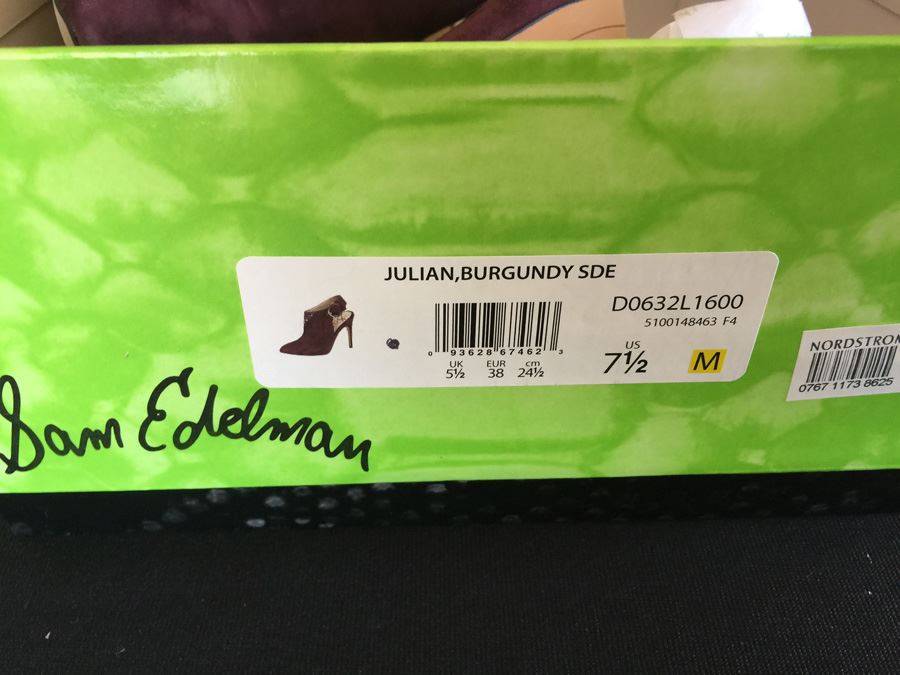 JULIAN,BURGUNDY SDE
D0632L1600
5100148463 F4
0 93628 67462 3
UK EUR cm
5½ 38 24½
US
7½ M
NORDSTROM
0767 1173 8625
Sam Edelman